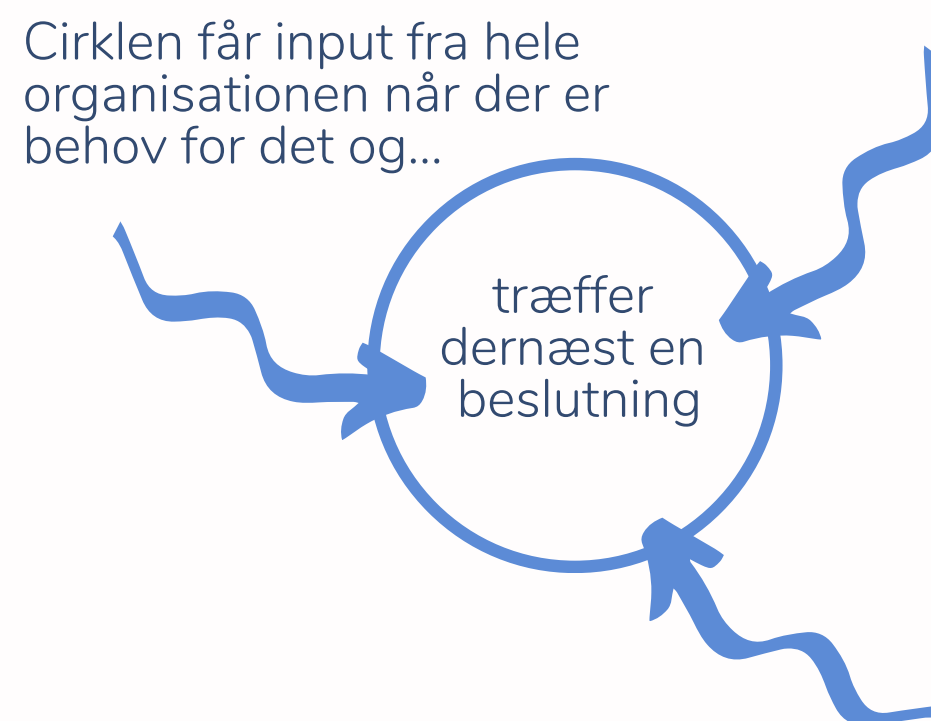 Cirklen får input fra hele
organisationen når der er
behov for det og...
træffer
dernæst en
beslutning